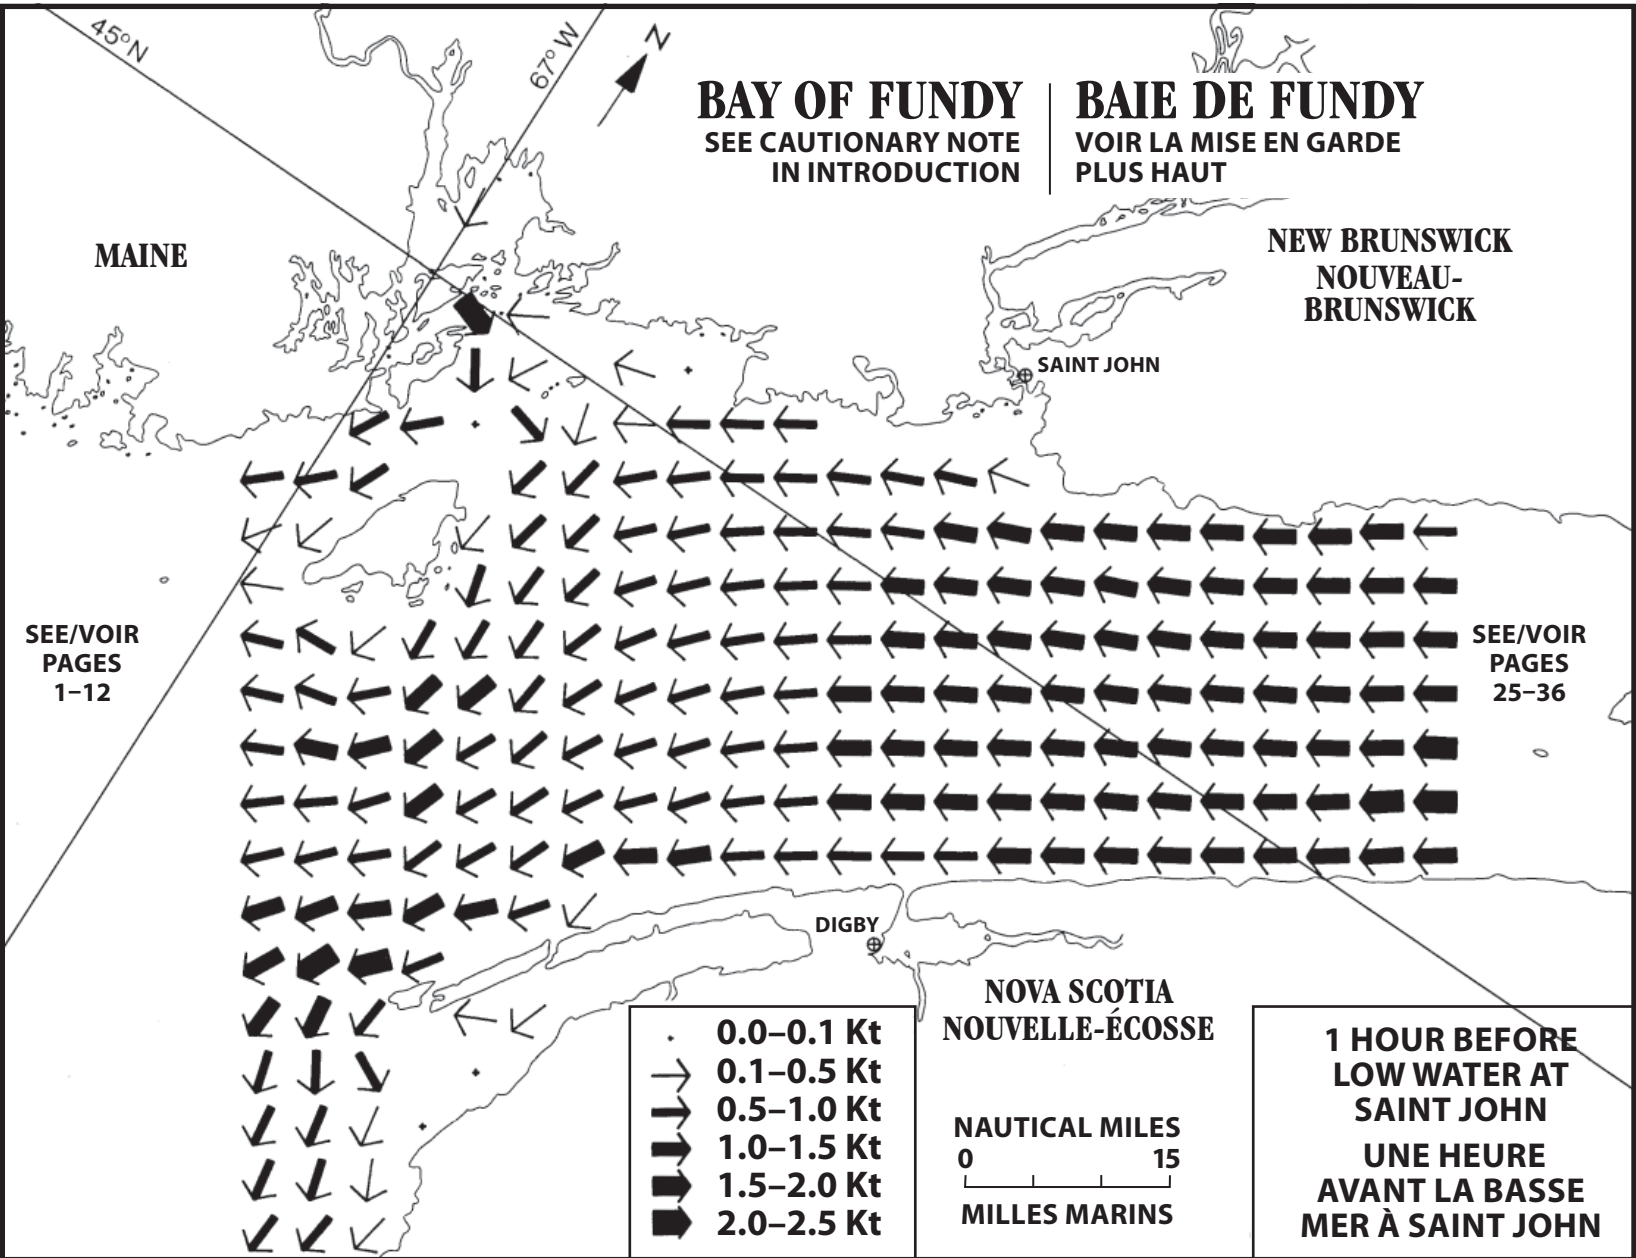 45° N
67° W
N
BAY OF FUNDY
SEE CAUTIONARY NOTE
IN INTRODUCTION
BAIE DE FUNDY
VOIR LA MISE EN GARDE
PLUS HAUT
MAINE
NEW BRUNSWICK
NOUVEAU-
BRUNSWICK
SAINT JOHN
SEE/VOIR
PAGES
1–12
SEE/VOIR
PAGES
25–36
DIGBY
NOVA SCOTIA
NOUVELLE-ÉCOSSE
0.0–0.1 Kt
0.1–0.5 Kt
0.5–1.0 Kt
1.0–1.5 Kt
1.5–2.0 Kt
2.0–2.5 Kt
NAUTICAL MILES
0 15
MILLES MARINS
1 HOUR BEFORE
LOW WATER AT
SAINT JOHN
UNE HEURE
AVANT LA BASSE
MER À SAINT JOHN